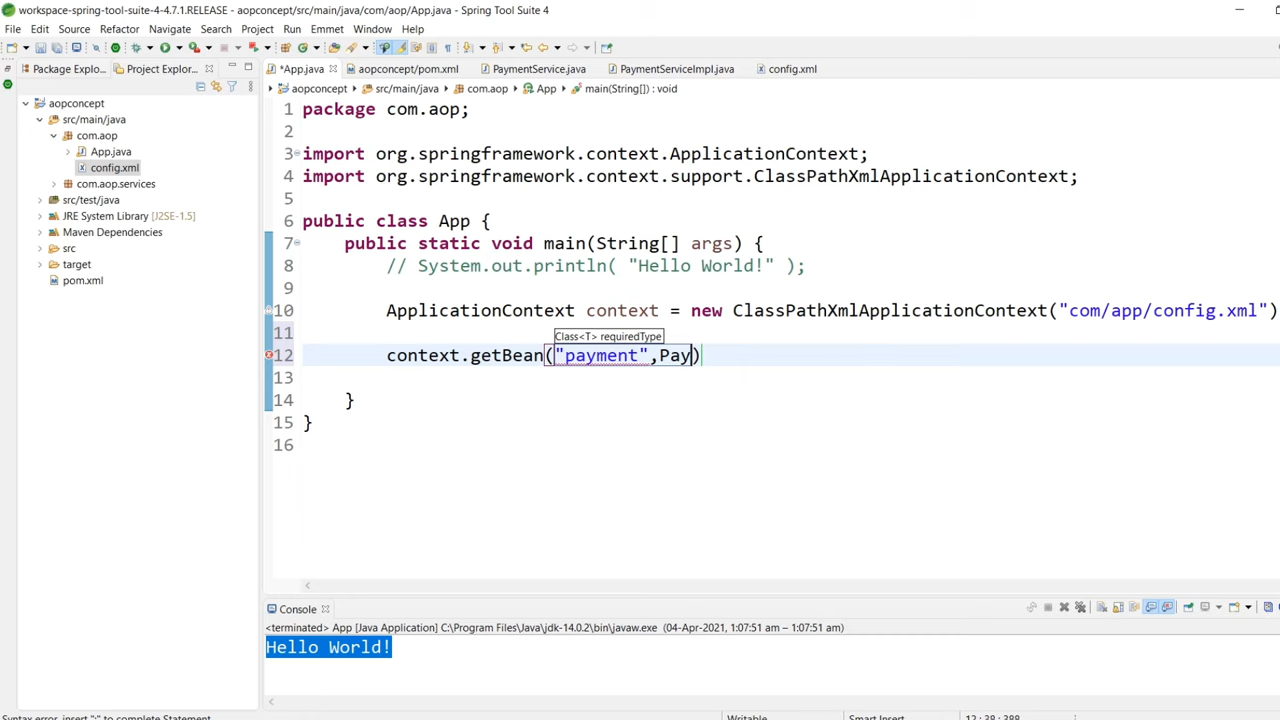 workspace-spring-tool-suite-4-4.7.1.RELEASE - aopconcept/src/main/java/com/aop/App.java - Spring Tool Suite 4
File Edit Source Refactor Navigate Search Project Run Emmet Window Help
Package Explo... Project Explor...
*App.java aopconcept/pom.xml PaymentService.java PaymentServiceImpl.java config.xml
aopconcept src/main/java com.aop App main(String[]) : void
aopconcept
src/main/java
com.aop
App.java
config.xml
com.aop.services
src/test/java
JRE System Library [J2SE-1.5]
Maven Dependencies
src
target
pom.xml
1 package com.aop;
2
3 import org.springframework.context.ApplicationContext;
4 import org.springframework.context.support.ClassPathXmlApplicationContext;
5
6 public class App {
7 public static void main(String[] args) {
8 // System.out.println( "Hello World!" );
9
10 ApplicationContext context = new ClassPathXmlApplicationContext("com/app/config.xml")
11
Class<T> requiredType
12 context.getBean("payment",Pay)
13
14 }
15 }
16
Console
<terminated> App [Java Application] C:\Program Files\Java\jdk-14.0.2\bin\javaw.exe (04-Apr-2021, 1:07:51 am – 1:07:51 am)
Hello World!
Syntax error, insert ";" to complete Statement
Writable Smart Insert 12 : 38 : 388